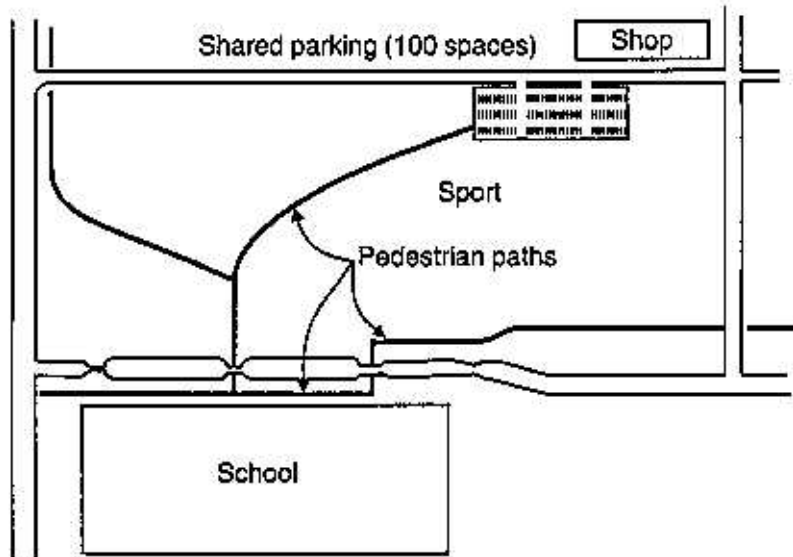 Shared parking (100 spaces)
Shop
Sport
Pedestrian paths
School